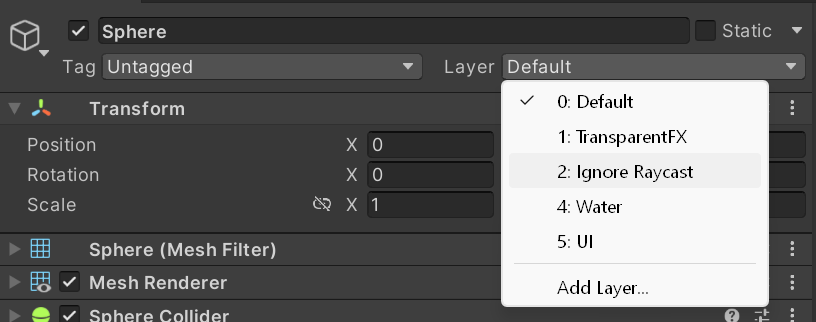 Sphere Static
Tag Untagged Layer Default
Transform
Position X 0
Rotation X 0
Scale X 1
Sphere (Mesh Filter)
Mesh Renderer
Sphere Collider
0: Default
1: TransparentFX
2: Ignore Raycast
4: Water
5: UI
Add Layer...